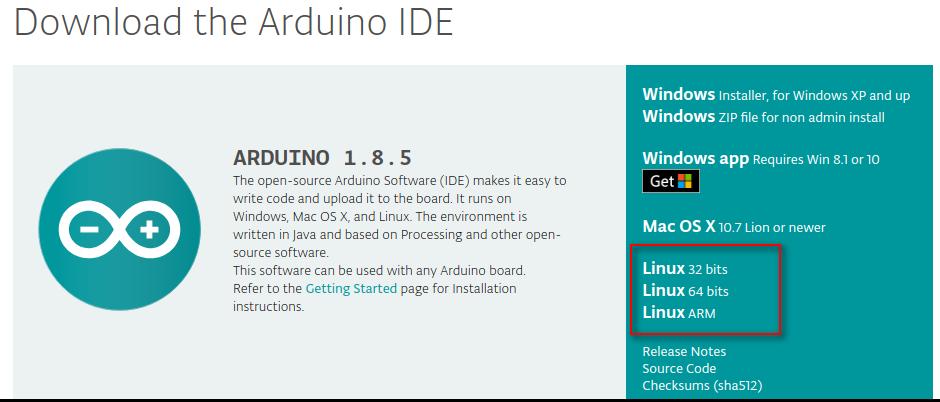 Download the Arduino IDE
ARDUINO 1.8.5
The open-source Arduino Software (IDE) makes it easy to
write code and upload it to the board. It runs on
Windows, Mac OS X, and Linux. The environment is
written in Java and based on Processing and other open-
source software.
This software can be used with any Arduino board.
Refer to the Getting Started page for Installation
instructions.
Windows Installer, for Windows XP and up
Windows ZIP file for non admin install
Windows app Requires Win 8.1 or 10
Get
Mac OS X 10.7 Lion or newer
Linux 32 bits
Linux 64 bits
Linux ARM
Release Notes
Source Code
Checksums (sha512)